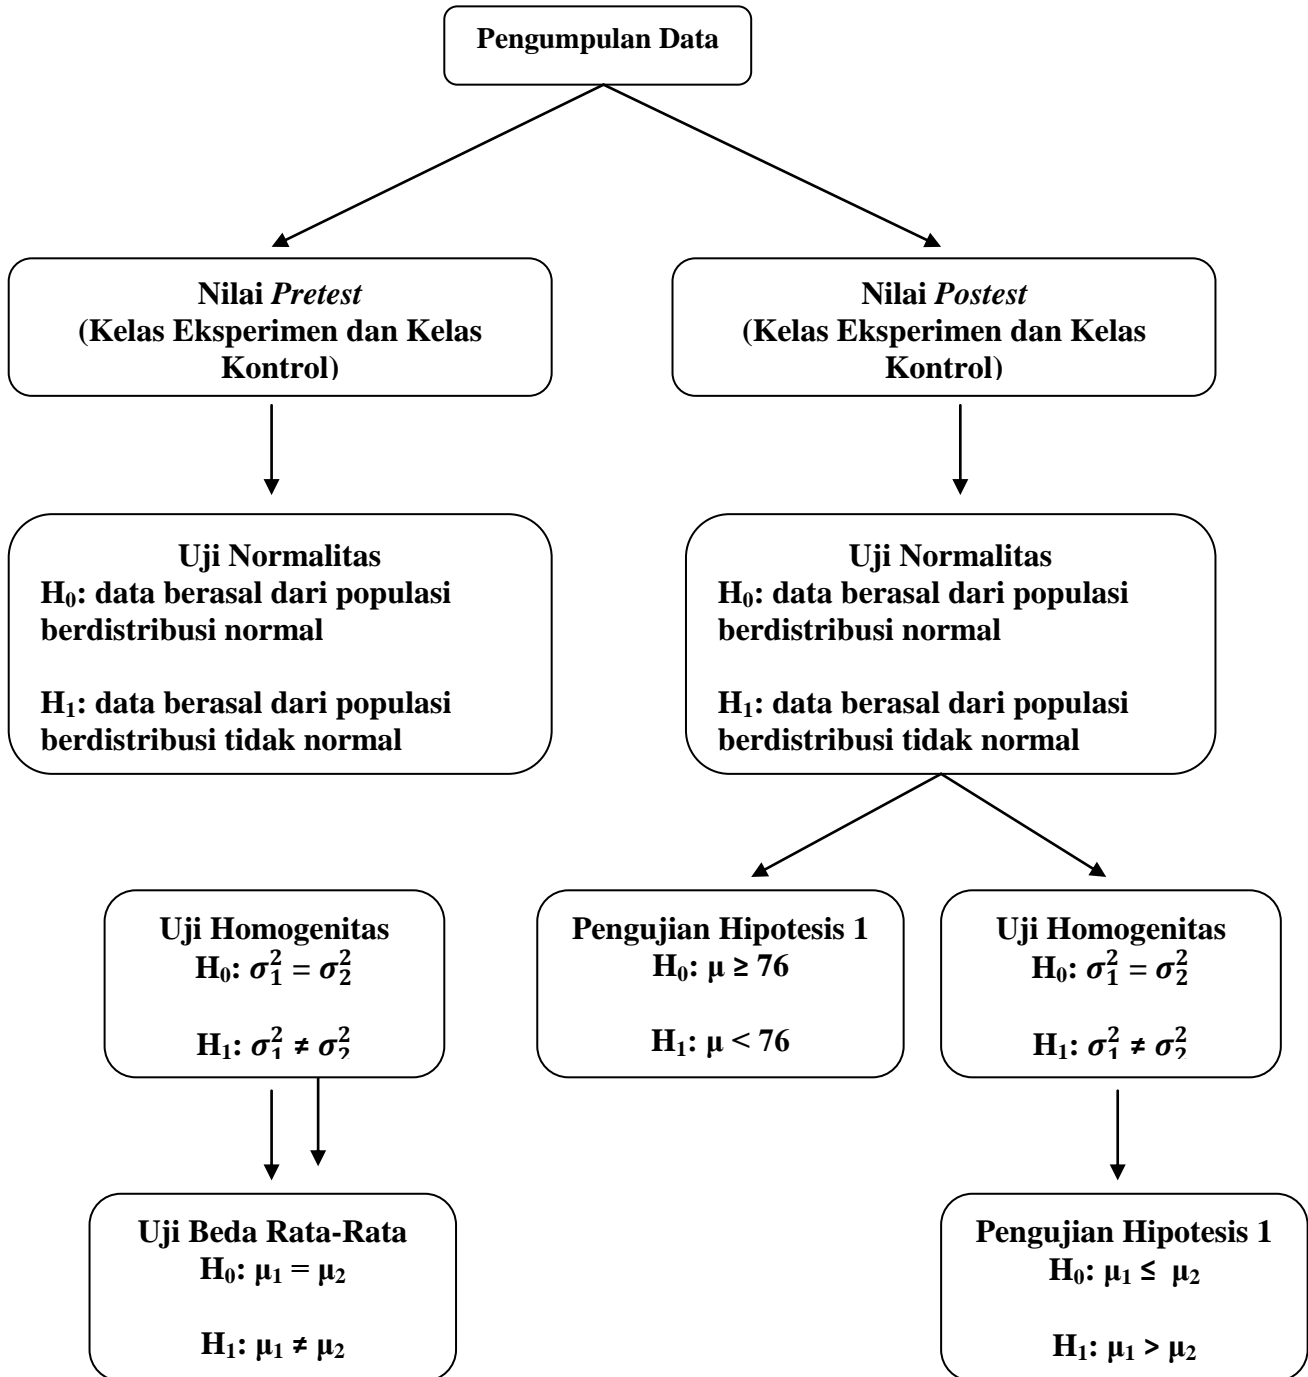 Pengumpulan Data
Nilai Pretest
(Kelas Eksperimen dan Kelas
Kontrol)
Nilai Postest
(Kelas Eksperimen dan Kelas
Kontrol)
Uji Normalitas
H₀: data berasal dari populasi
berdistribusi normal
H₁: data berasal dari populasi
berdistribusi tidak normal
Uji Normalitas
H₀: data berasal dari populasi
berdistribusi normal
H₁: data berasal dari populasi
berdistribusi tidak normal
Uji Homogenitas
H₀: σ₁² = σ₂²
H₁: σ₁² ≠ σ₂²
Pengujian Hipotesis 1
H₀: μ ≥ 76
H₁: μ < 76
Uji Homogenitas
H₀: σ₁² = σ₂²
H₁: σ₁² ≠ σ₂²
Uji Beda Rata-Rata
H₀: μ₁ = μ₂
H₁: μ₁ ≠ μ₂
Pengujian Hipotesis 1
H₀: μ₁ ≤ μ₂
H₁: μ₁ > μ₂